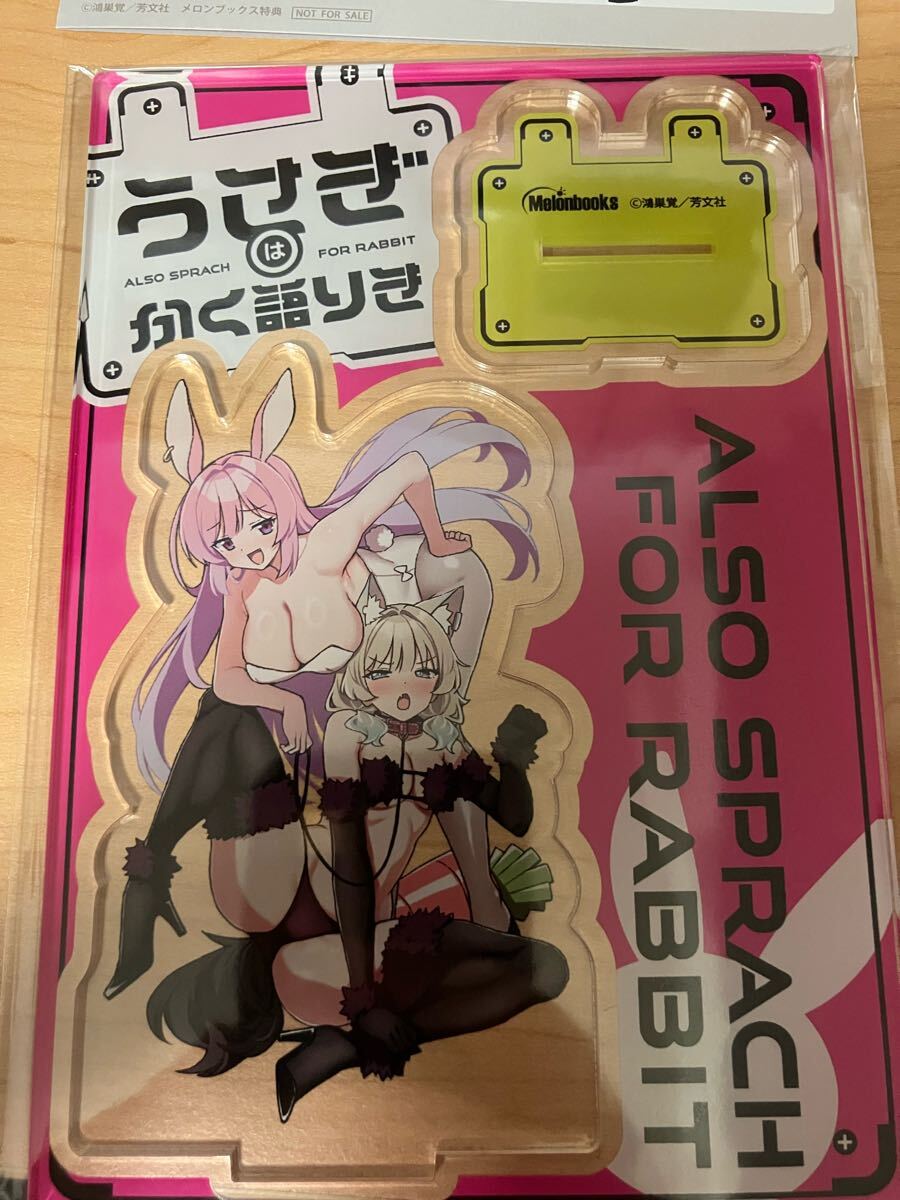 ©鴻巣覚／芳文社　メロンブックス特典　NOT FOR SALE
うさぎ
は
ALSO SPRACH FOR RABBIT
かく語りき
Melonbooks ©鴻巣覚／芳文社
ALSO SPRACH
FOR RABBIT